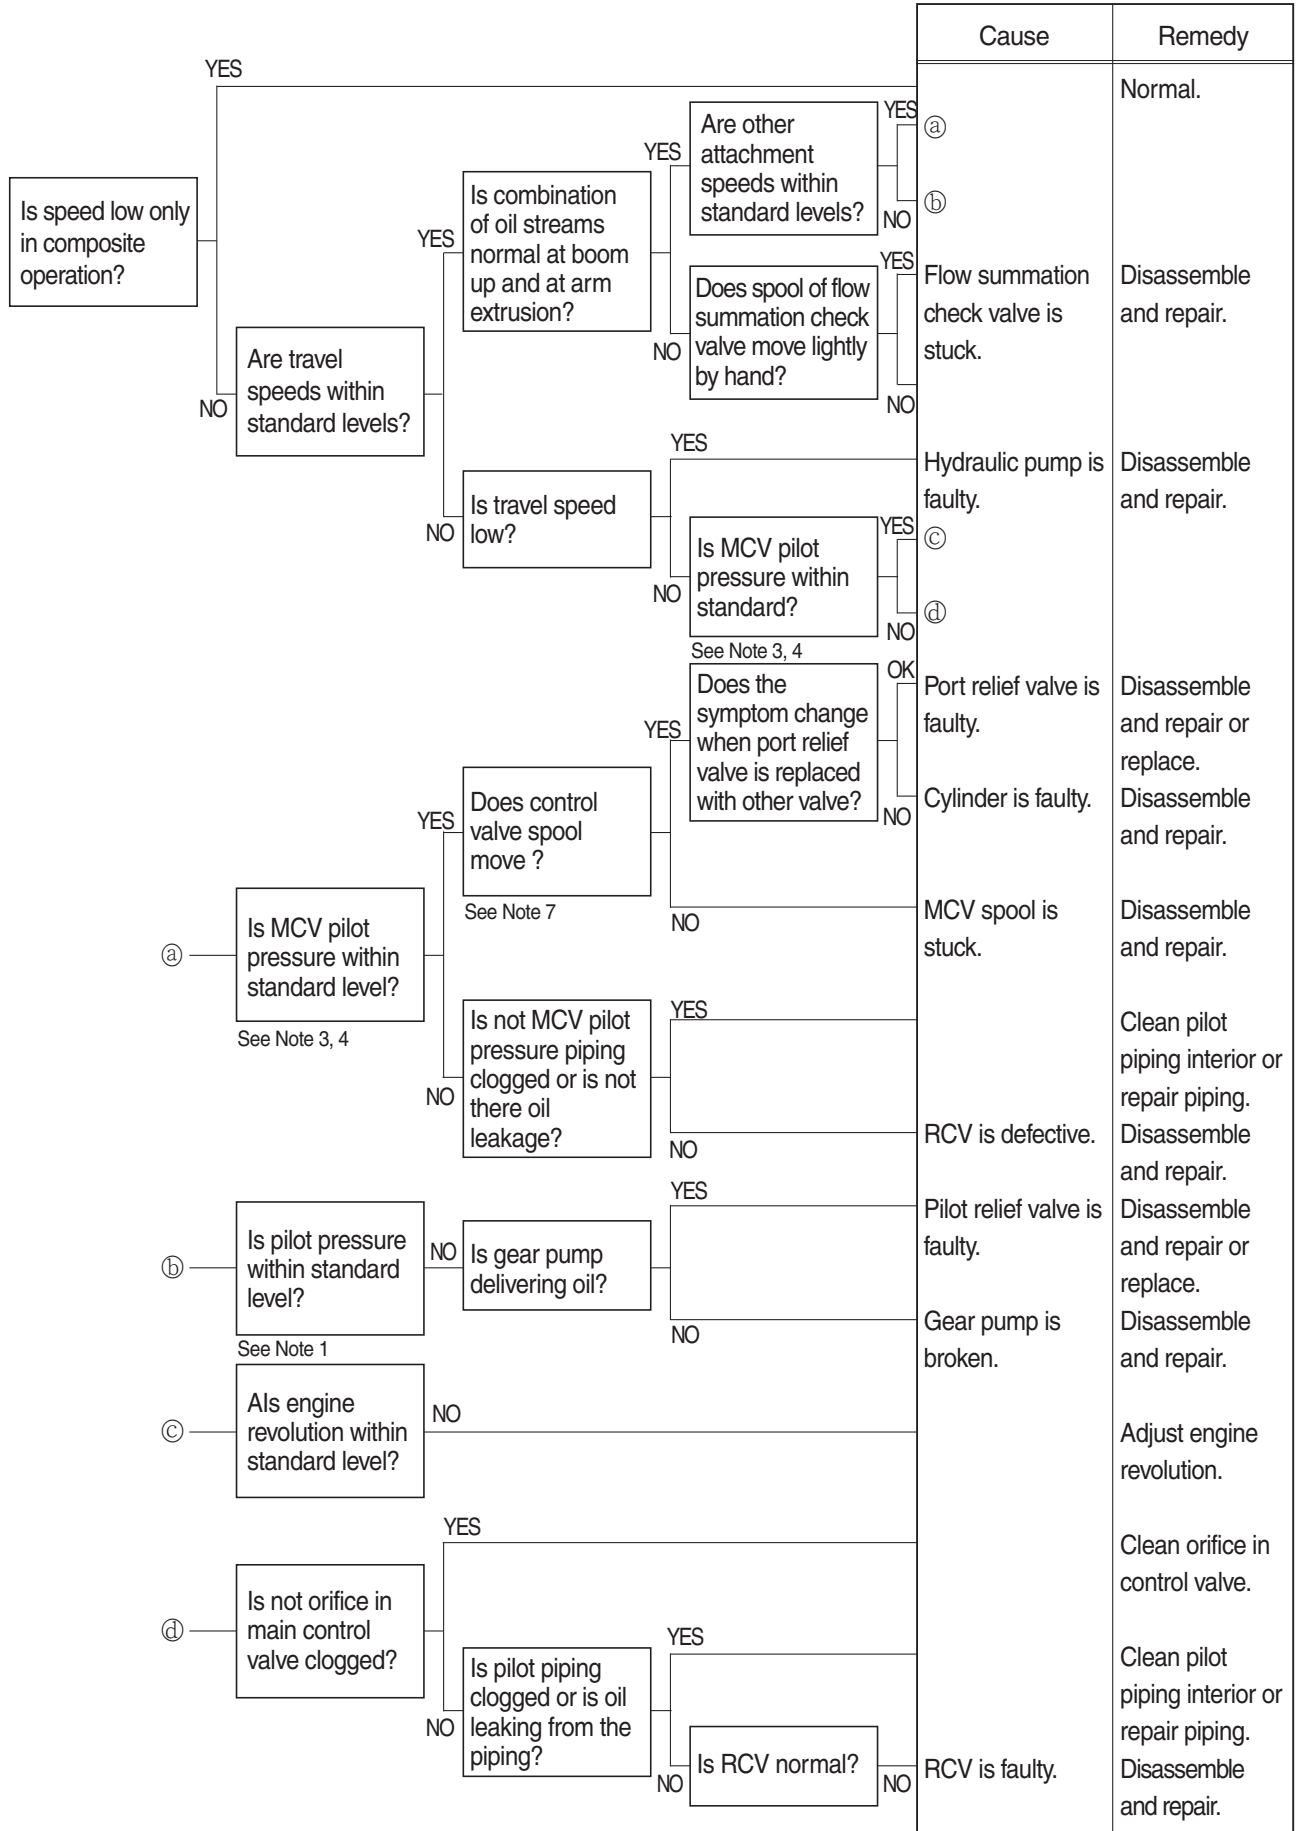 Cause
Remedy
YES
Normal.
Is speed low only
in composite
operation?
NO
Are travel
speeds within
standard levels?
YES
Is combination
of oil streams
normal at boom
up and at arm
extrusion?
YES
Are other
attachment
speeds within
standard levels?
YES
ⓐ
NO
ⓑ
NO
Does spool of flow
summation check
valve move lightly
by hand?
YES
Flow summation
check valve is
stuck.
Disassemble
and repair.
NO
NO
Is travel speed
low?
YES
Hydraulic pump is
faulty.
Disassemble
and repair.
NO
Is MCV pilot
pressure within
standard?
See Note 3, 4
YES
ⓒ
NO
ⓓ
ⓐ
Is MCV pilot
pressure within
standard level?
See Note 3, 4
YES
Does control
valve spool
move ?
See Note 7
YES
Does the
symptom change
when port relief
valve is replaced
with other valve?
OK
Port relief valve is
faulty.
Disassemble
and repair or
replace.
NO
Cylinder is faulty.
Disassemble
and repair.
NO
MCV spool is
stuck.
Disassemble
and repair.
NO
Is not MCV pilot
pressure piping
clogged or is not
there oil
leakage?
YES
Clean pilot
piping interior or
repair piping.
NO
RCV is defective.
Disassemble
and repair.
ⓑ
Is pilot pressure
within standard
level?
See Note 1
NO
Is gear pump
delivering oil?
YES
Pilot relief valve is
faulty.
Disassemble
and repair or
replace.
NO
Gear pump is
broken.
Disassemble
and repair.
ⓒ
AIs engine
revolution within
standard level?
NO
Adjust engine
revolution.
ⓓ
Is not orifice in
main control
valve clogged?
YES
Clean orifice in
control valve.
NO
Is pilot piping
clogged or is oil
leaking from the
piping?
YES
Clean pilot
piping interior or
repair piping.
NO
Is RCV normal?
NO
RCV is faulty.
Disassemble
and repair.